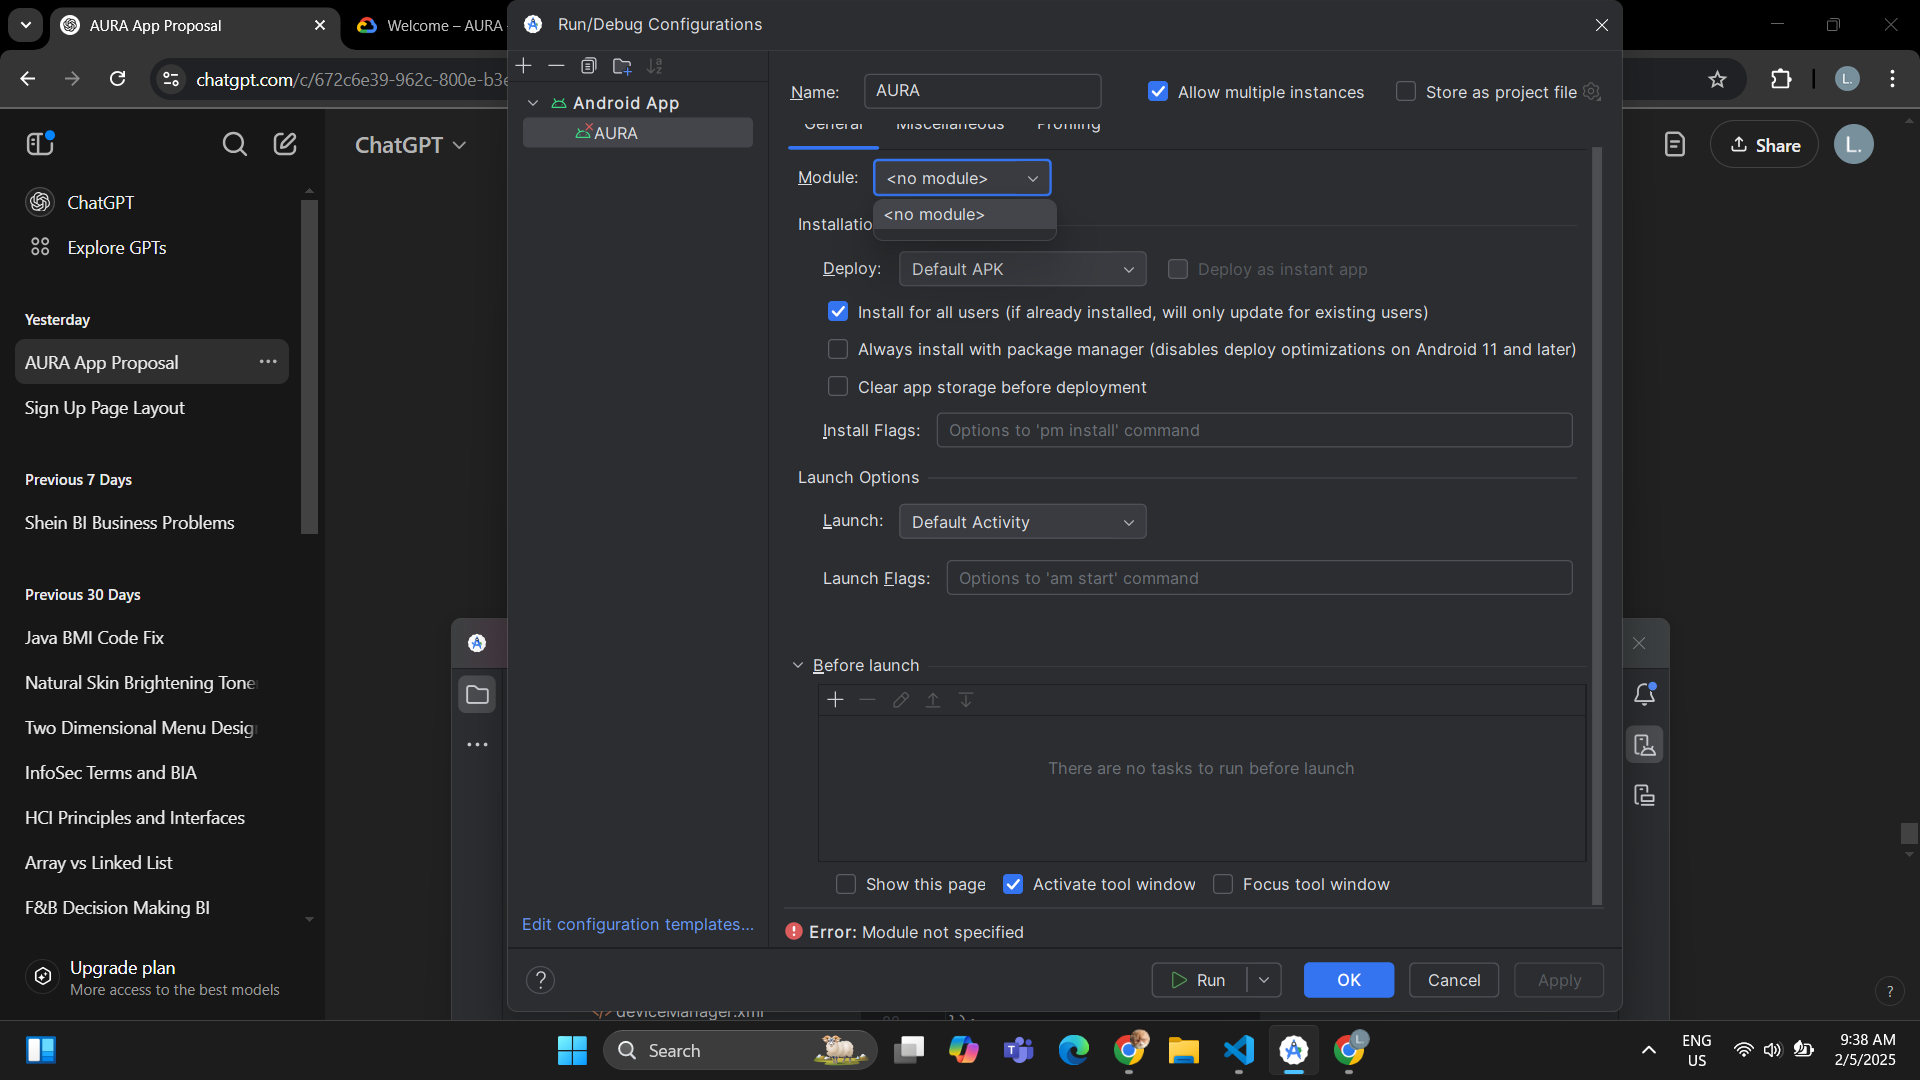 AURA App Proposal
Welcome – AURA
chatgpt.com/c/672c6e39-962c-800e-b3e
L.
ChatGPT
Share
L.
ChatGPT
Explore GPTs
Yesterday
AURA App Proposal
Sign Up Page Layout
Previous 7 Days
Shein BI Business Problems
Previous 30 Days
Java BMI Code Fix
Natural Skin Brightening Tone
Two Dimensional Menu Desig
InfoSec Terms and BIA
HCI Principles and Interfaces
Array vs Linked List
F&B Decision Making BI
Upgrade plan
More access to the best models
Run/Debug Configurations
Android App
AURA
Edit configuration templates...
Name:
AURA
Allow multiple instances
Store as project file
General
Miscellaneous
Profiling
Module:
<no module>
<no module>
Installatio
Deploy:
Default APK
Deploy as instant app
Install for all users (if already installed, will only update for existing users)
Always install with package manager (disables deploy optimizations on Android 11 and later)
Clear app storage before deployment
Install Flags:
Options to 'pm install' command
Launch Options
Launch:
Default Activity
Launch Flags:
Options to 'am start' command
Before launch
There are no tasks to run before launch
Show this page
Activate tool window
Focus tool window
Error: Module not specified
?
Run
OK
Cancel
Apply
?
deviceManager.xml
Search
L
ENG
US
9:38 AM
2/5/2025